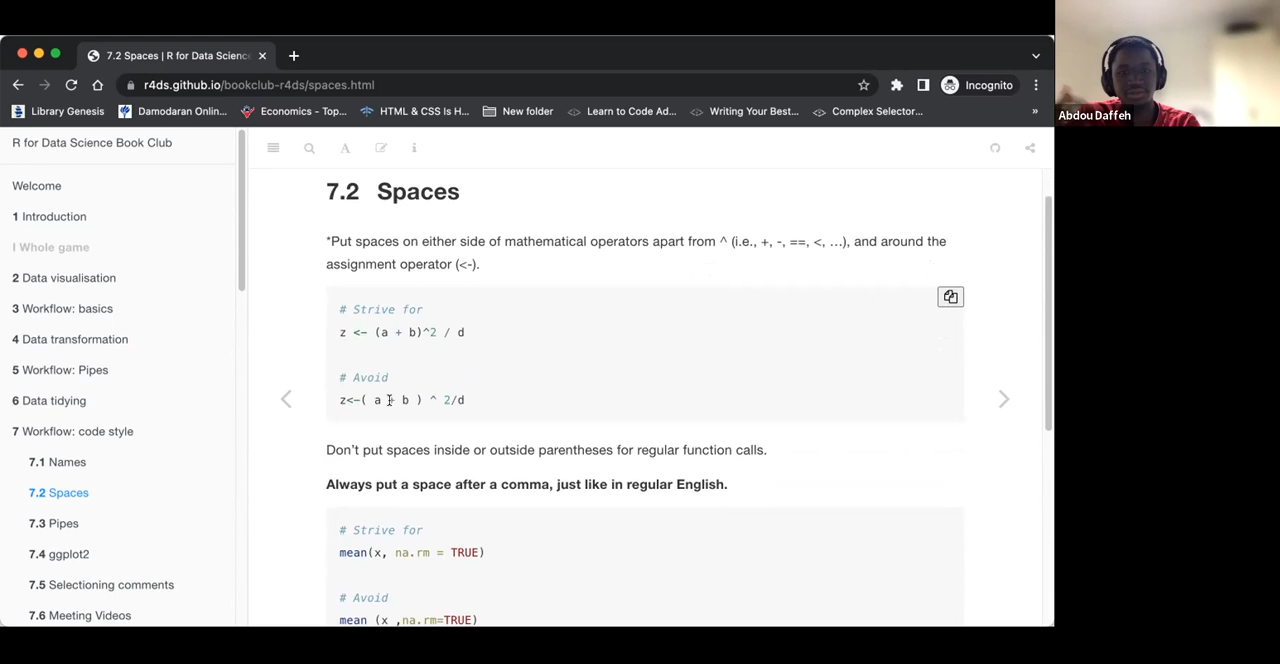 7.2 Spaces | R for Data Science
r4ds.github.io/bookclub-r4ds/spaces.html
Incognito
Library Genesis
Damodaran Onlin...
Economics - Top...
HTML & CSS Is H...
New folder
Learn to Code Ad...
Writing Your Best...
Complex Selector...
»
Abdou Daffeh
R for Data Science Book Club
Welcome
1 Introduction
I Whole game
2 Data visualisation
3 Workflow: basics
4 Data transformation
5 Workflow: Pipes
6 Data tidying
7 Workflow: code style
7.1 Names
7.2 Spaces
7.3 Pipes
7.4 ggplot2
7.5 Selectioning comments
7.6 Meeting Videos
7.2 Spaces
*Put spaces on either side of mathematical operators apart from ^ (i.e., +, -, ==, <, ...), and around the
assignment operator (<-).
# Strive for
z <- (a + b)^2 / d
# Avoid
z<-( a + b ) ^ 2/d
Don't put spaces inside or outside parentheses for regular function calls.
Always put a space after a comma, just like in regular English.
# Strive for
mean(x, na.rm = TRUE)
# Avoid
mean (x ,na.rm=TRUE)